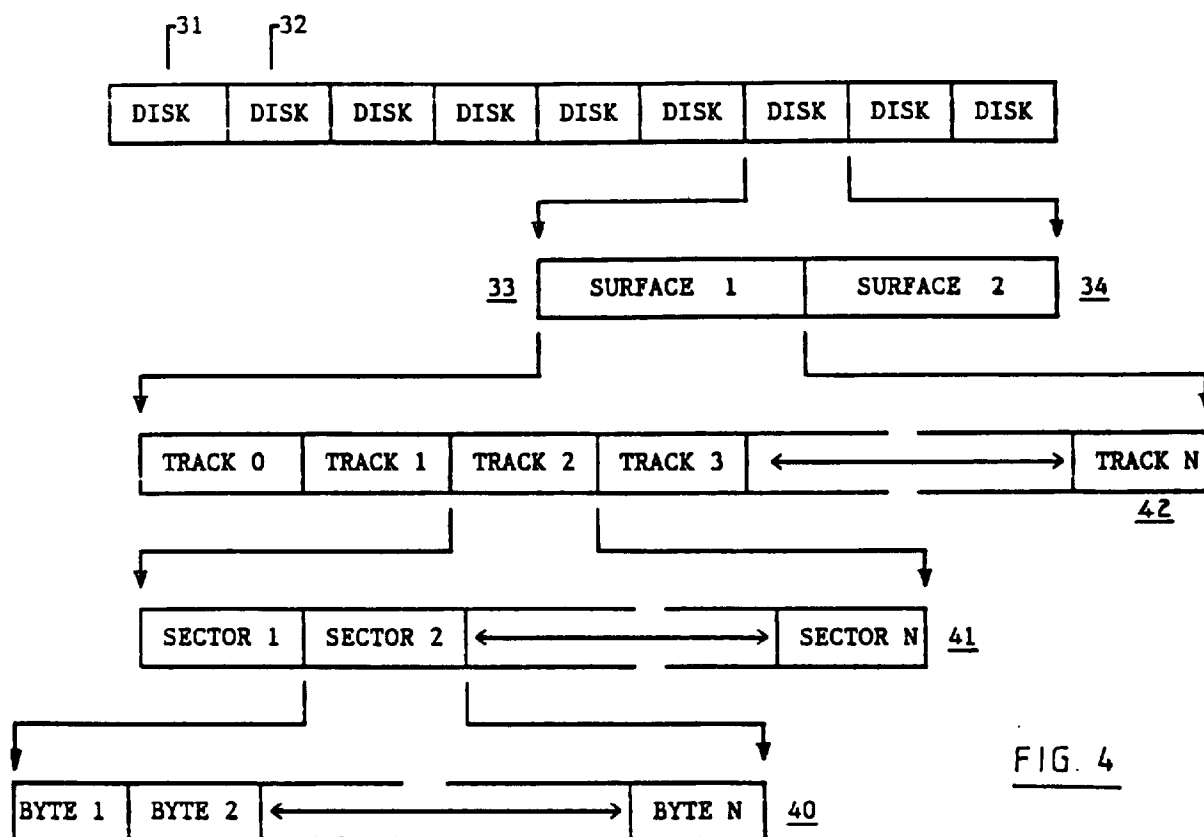 31 32
DISK DISK DISK DISK DISK DISK DISK DISK DISK
33 SURFACE 1 SURFACE 2 34
TRACK 0 TRACK 1 TRACK 2 TRACK 3 TRACK N
42
SECTOR 1 SECTOR 2 SECTOR N 41
BYTE 1 BYTE 2 BYTE N 40
FIG. 4